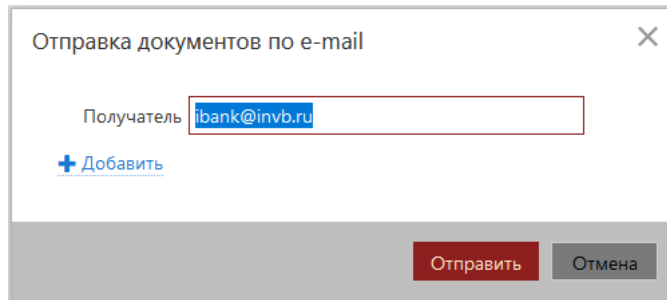 Отправка документов по e-mail
Получатель ibank@invb.ru
Добавить
Отправить Отмена